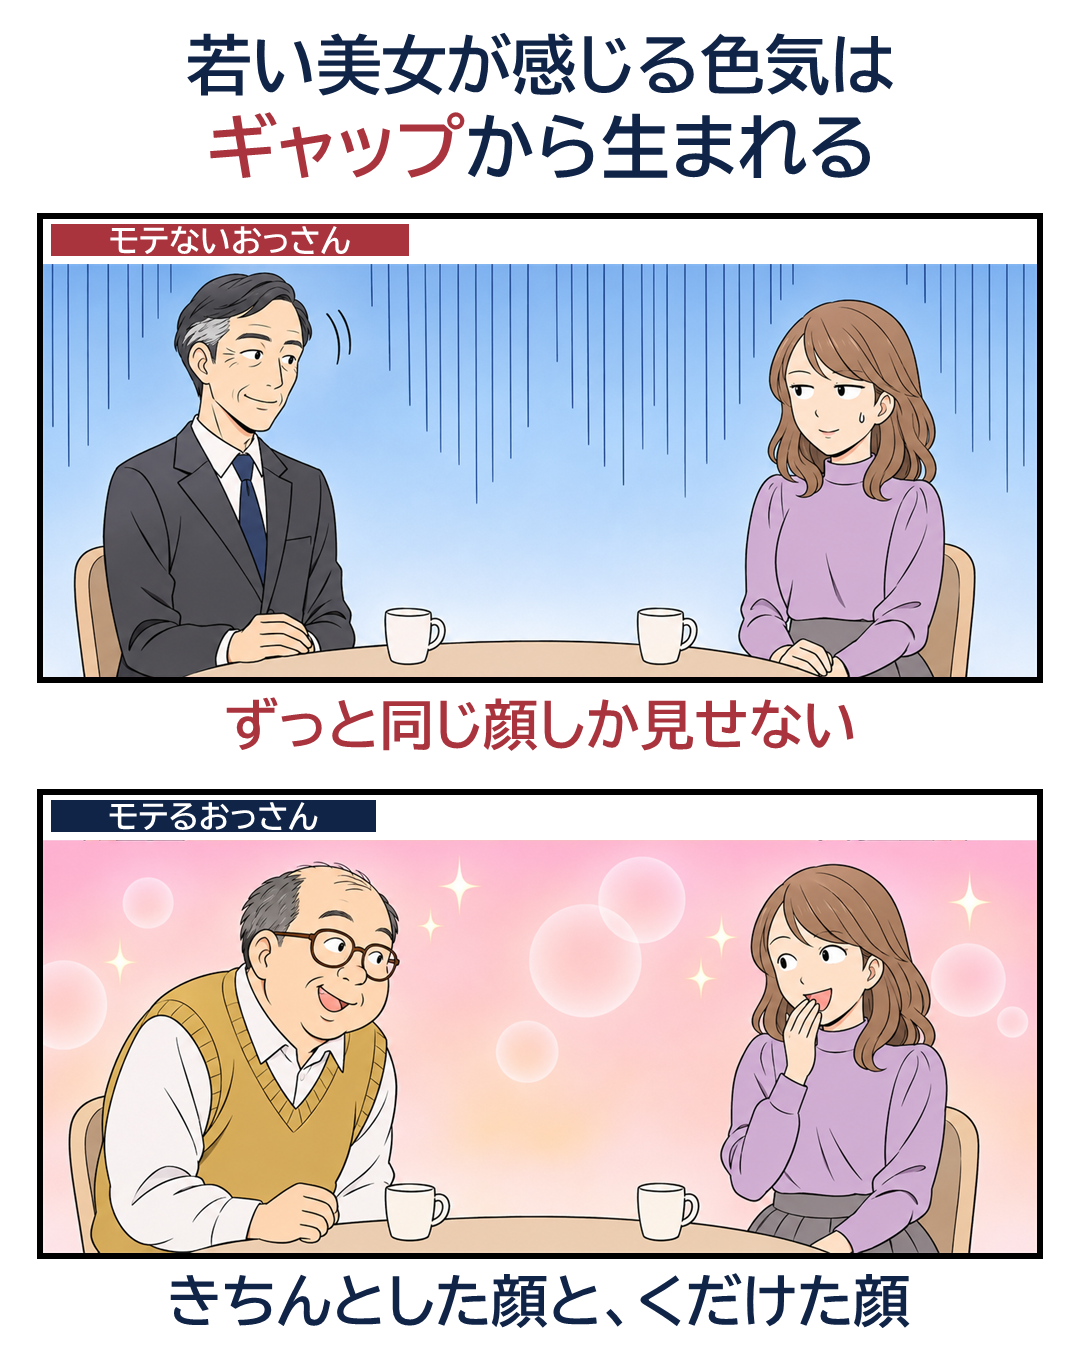 若い美女が感じる色気は
ギャップから生まれる
モテないおっさん
ずっと同じ顔しか見せない
モテるおっさん
きちんとした顔と、くだけた顔